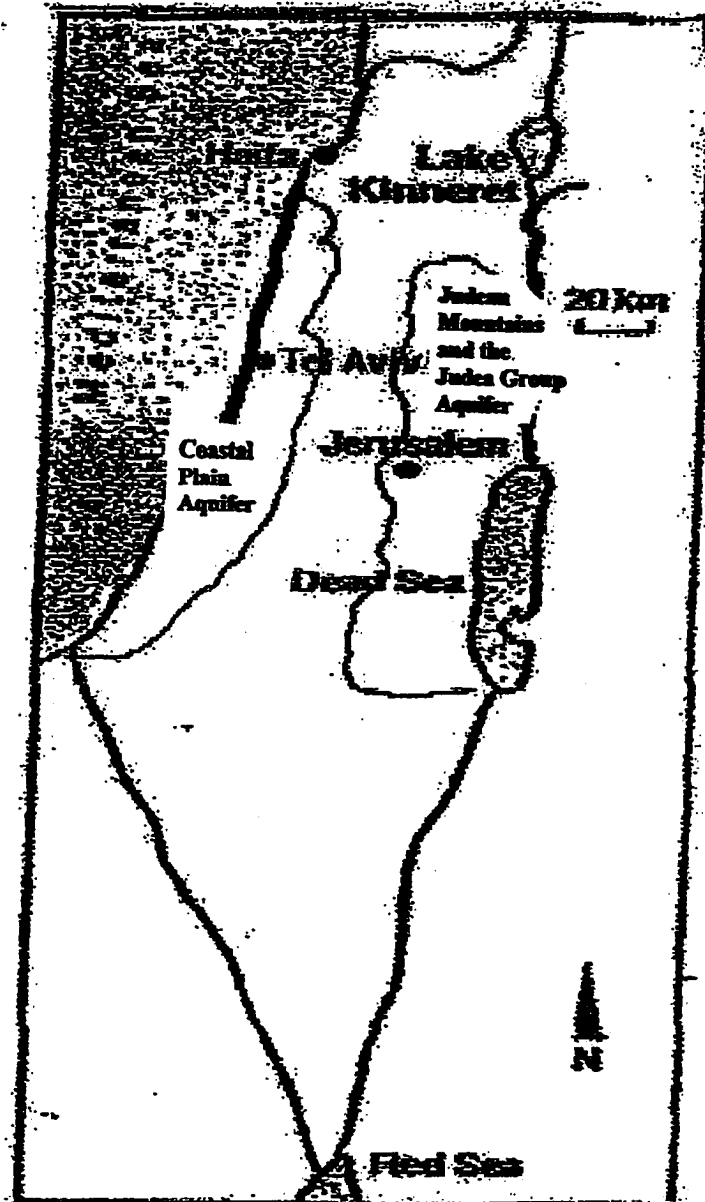 Haifa
Lake
Kinneret
Judean
Mountains
and the
Judea Group
Aquifer
20 Km
Tel Aviv
Jerusalem
Coastal
Plain
Aquifer
Dead Sea
N
Red Sea